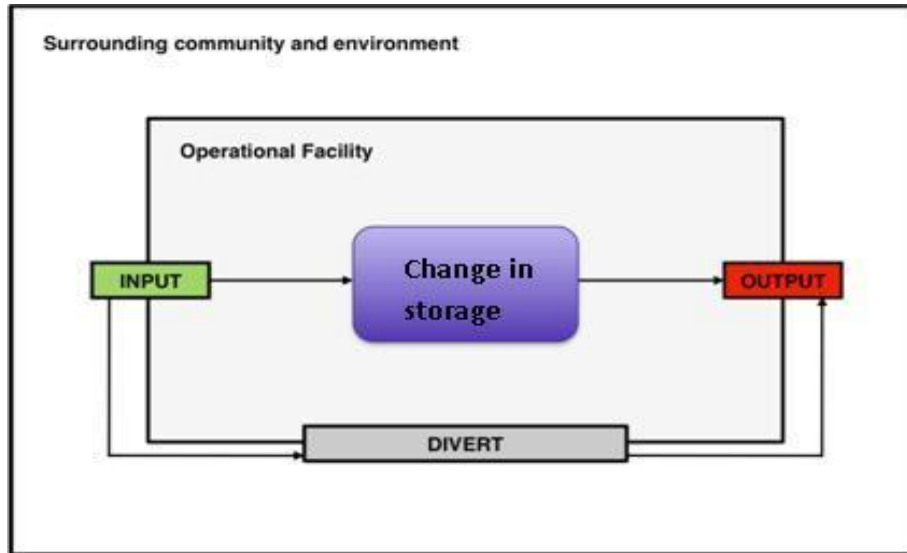 Surrounding community and environment
Operational Facility
Change in
storage
INPUT
OUTPUT
DIVERT